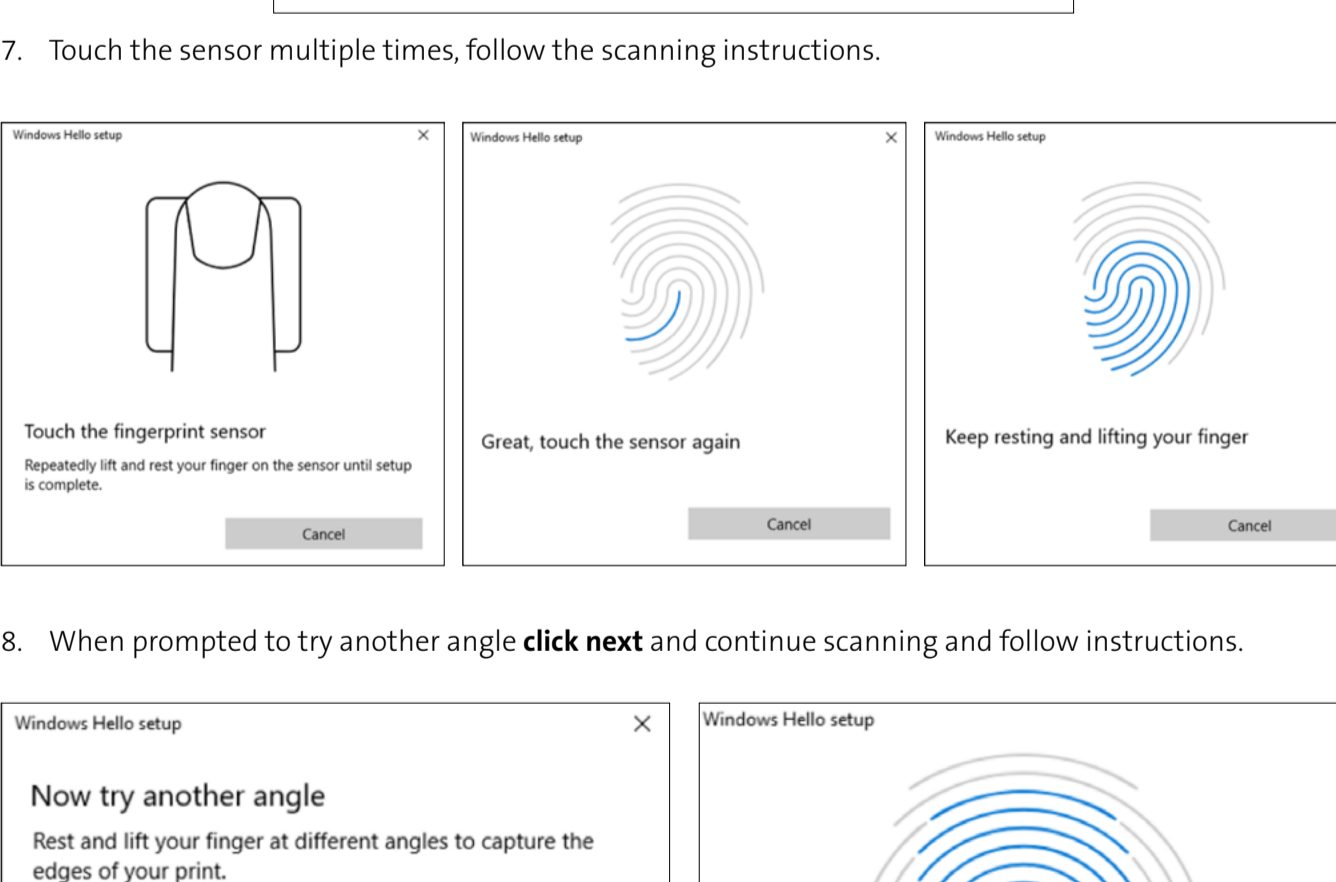 7. Touch the sensor multiple times, follow the scanning instructions.
Windows Hello setup
Touch the fingerprint sensor
Repeatedly lift and rest your finger on the sensor until setup
is complete.
Cancel
Windows Hello setup
Great, touch the sensor again
Cancel
Windows Hello setup
Keep resting and lifting your finger
Cancel
8. When prompted to try another angle click next and continue scanning and follow instructions.
Windows Hello setup
Now try another angle
Rest and lift your finger at different angles to capture the
edges of your print.
Windows Hello setup